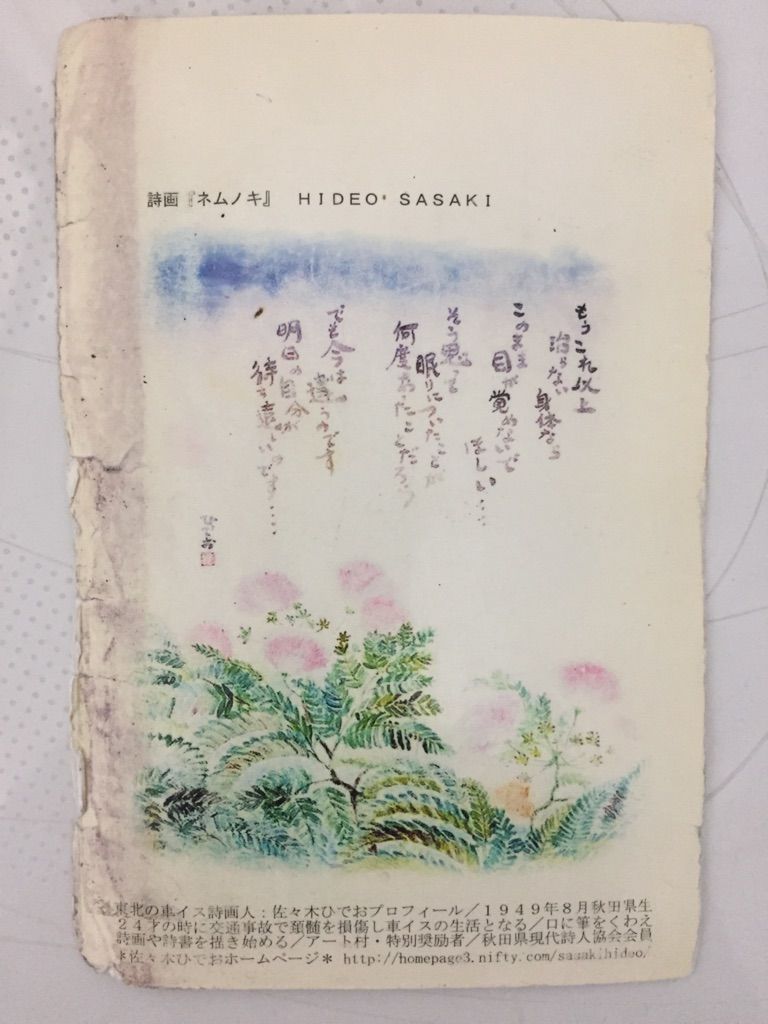 詩画『ネムノキ』 HIDEO SASAKI
もうこれ以上
治らない
身体なら
このまま
目が覚めないで
ほしい…
そう思って
眠りについたことが
何度あったことだろう
でも今は
違うのです
明日の自分が
待ち遠しいのです…
東北の車イス詩画人：佐々木ひでおプロフィール／1949年8月秋田県生
24才の時に交通事故で頚髄を損傷し車イスの生活となる／口に筆をくわえ
詩画や詩書を描き始める／アート村・特別奨励者／秋田県現代詩人協会会員
＊佐々木ひでおホームページ＊ http://homepage3.nifty.com/sasakihideo/